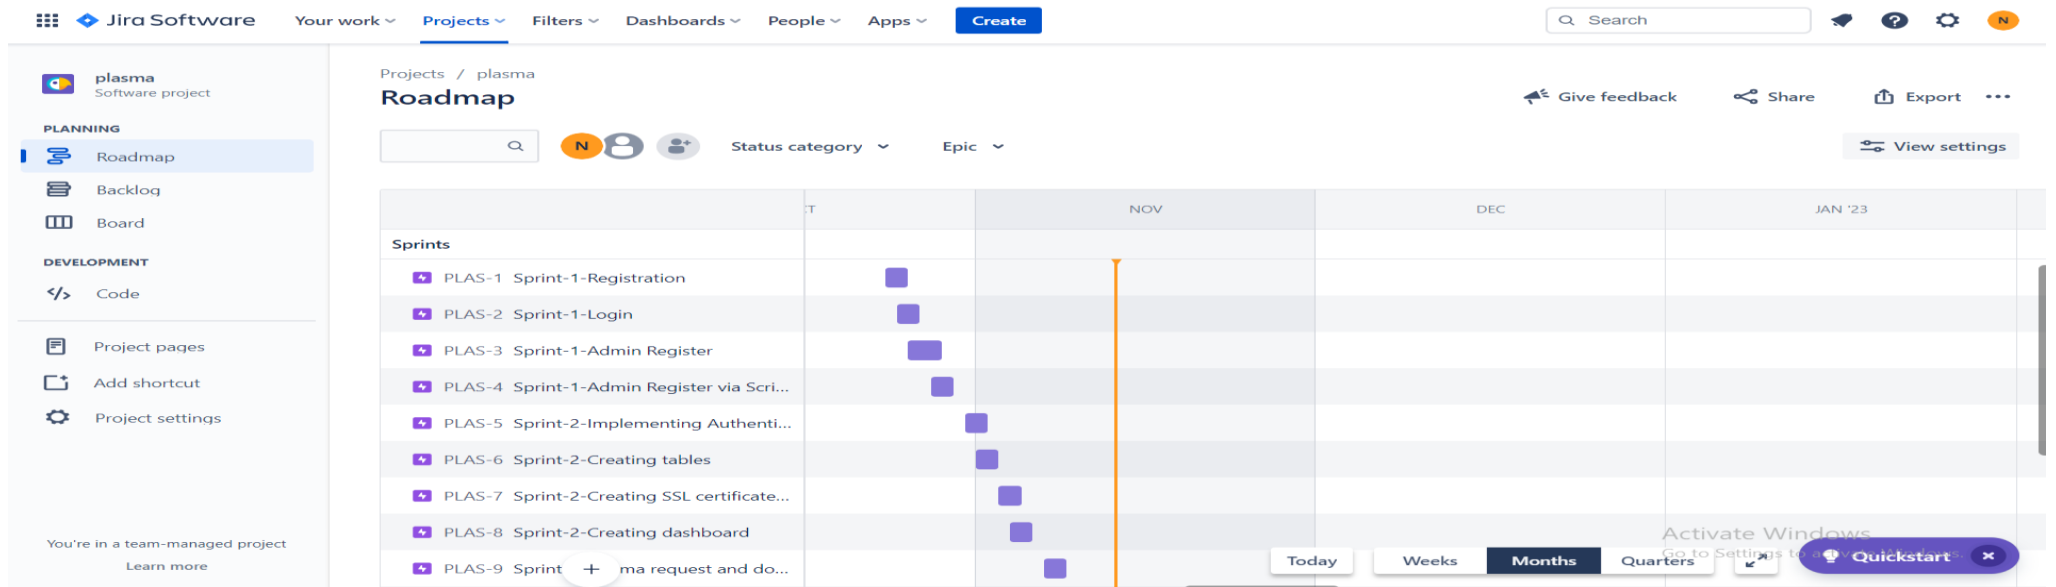 Jira Software Your work Projects Filters Dashboards People Apps Create Search N
plasma
Software project
PLANNING
Roadmap
Backlog
Board
DEVELOPMENT
Code
Project pages
Add shortcut
Project settings
You're in a team-managed project
Learn more
Projects / plasma
Roadmap
Give feedback Share Export
N Status category Epic View settings
NOV DEC JAN '23
Sprints
PLAS-1 Sprint-1-Registration
PLAS-2 Sprint-1-Login
PLAS-3 Sprint-1-Admin Register
PLAS-4 Sprint-1-Admin Register via Scri...
PLAS-5 Sprint-2-Implementing Authenti...
PLAS-6 Sprint-2-Creating tables
PLAS-7 Sprint-2-Creating SSL certificate...
PLAS-8 Sprint-2-Creating dashboard
PLAS-9 Sprint ma request and do...
Today Weeks Months Quarters Quickstart
Activate Windows
Go to Settings to activate Windows.